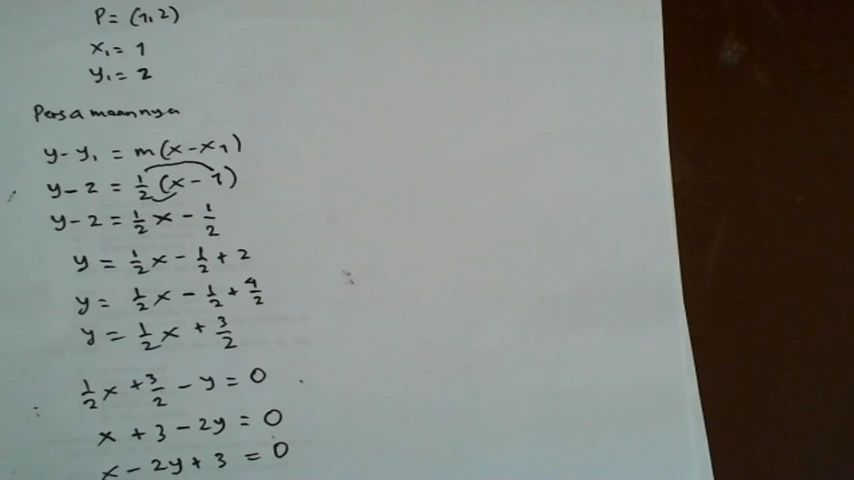 P = (1,2)
x₁ = 1
y₁ = 2
Persamaannya
y - y₁ = m(x - x₁)
y - 2 = 1/2 (x - 1)
y - 2 = 1/2 x - 1/2
y = 1/2 x - 1/2 + 2
y = 1/2 x - 1/2 + 4/2
y = 1/2 x + 3/2
1/2 x + 3/2 - y = 0
x + 3 - 2y = 0
x - 2y + 3 = 0